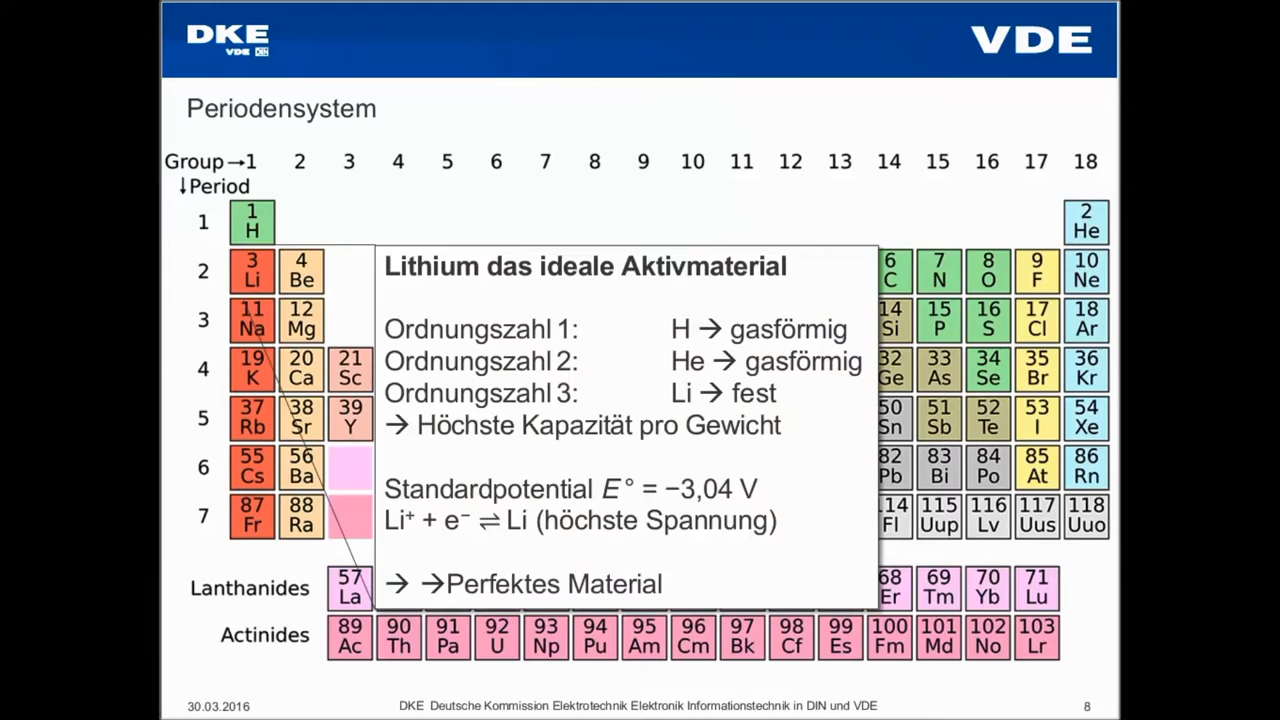 DKE
VDE DIN
VDE
Periodensystem
Group →1 2 3 4 5 6 7 8 9 10 11 12 13 14 15 16 17 18
↓Period
1 1 H 2 He
2 3 Li 4 Be 6 C 7 N 8 O 9 F 10 Ne
3 11 Na 12 Mg 14 Si 15 P 16 S 17 Cl 18 Ar
4 19 K 20 Ca 21 Sc 32 Ge 33 As 34 Se 35 Br 36 Kr
5 37 Rb 38 Sr 39 Y 50 Sn 51 Sb 52 Te 53 I 54 Xe
6 55 Cs 56 Ba 82 Pb 83 Bi 84 Po 85 At 86 Rn
7 87 Fr 88 Ra 114 Fl 115 Uup 116 Lv 117 Uus 118 Uuo
Lithium das ideale Aktivmaterial
Ordnungszahl 1: H → gasförmig
Ordnungszahl 2: He → gasförmig
Ordnungszahl 3: Li → fest
→ Höchste Kapazität pro Gewicht
Standardpotential E° = −3,04 V
Li⁺ + e⁻ ⇌ Li (höchste Spannung)
→ →Perfektes Material
Lanthanides 57 La 68 Er 69 Tm 70 Yb 71 Lu
Actinides 89 Ac 90 Th 91 Pa 92 U 93 Np 94 Pu 95 Am 96 Cm 97 Bk 98 Cf 99 Es 100 Fm 101 Md 102 No 103 Lr
30.03.2016 DKE Deutsche Kommission Elektrotechnik Elektronik Informationstechnik in DIN und VDE 8